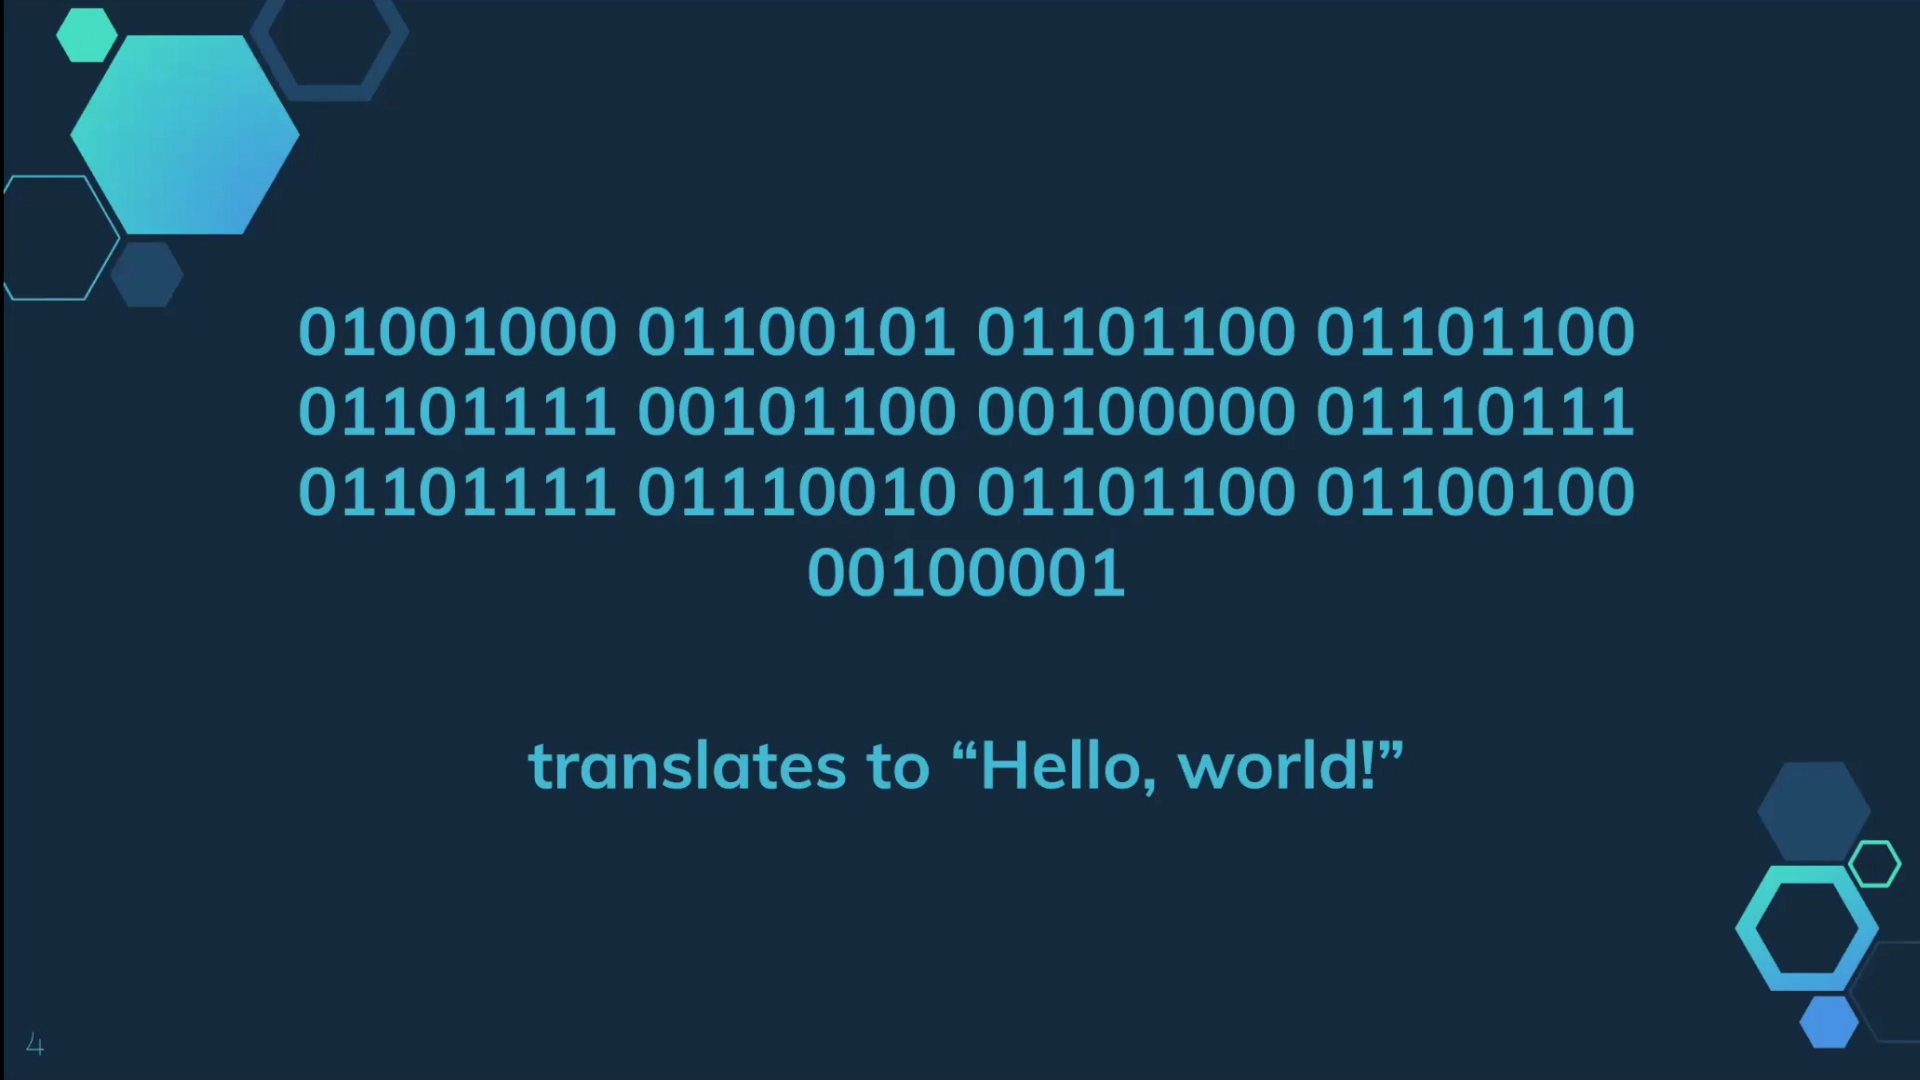 01001000 01100101 01101100 01101100
01101111 00101100 00100000 01110111
01101111 01110010 01101100 01100100
00100001
translates to “Hello, world!”
4